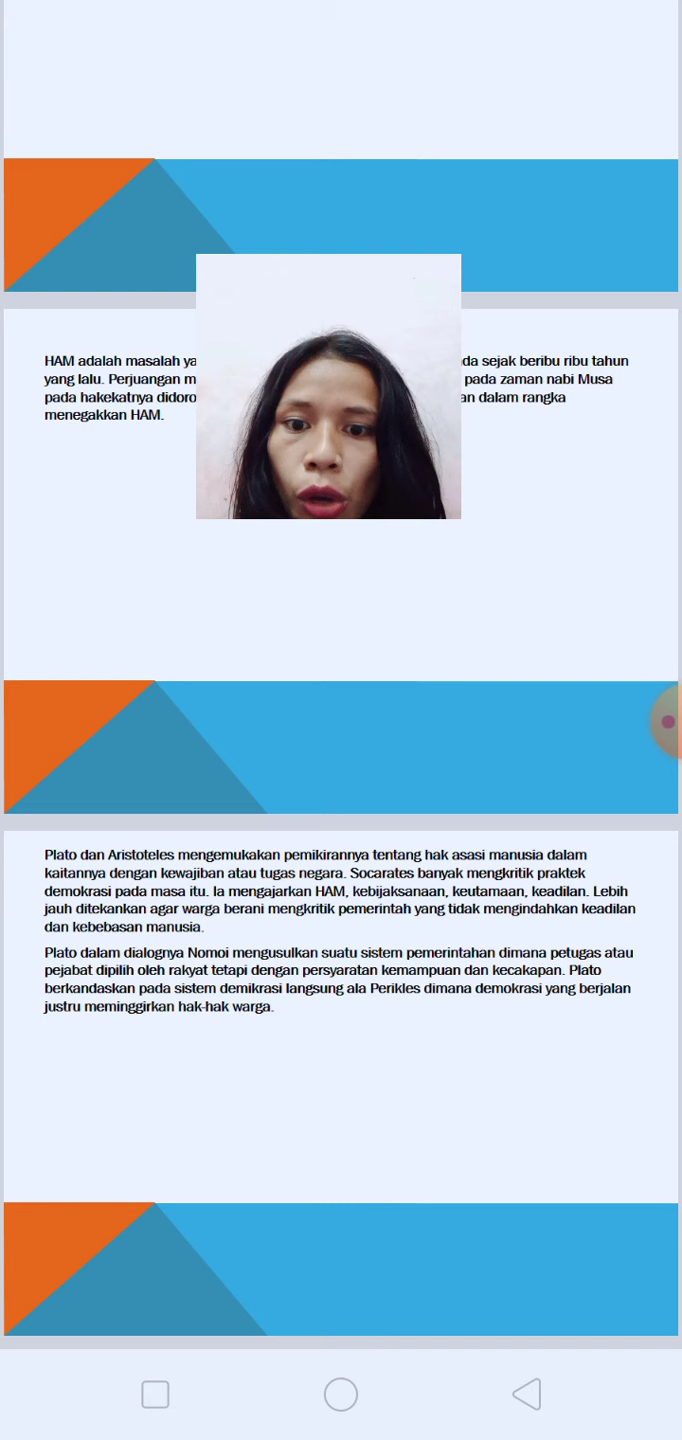 HAM adalah masalah sejak beribu ribu tahun
yang lalu. Perjuangan pada zaman nabi Musa
pada hakekatnya dalam rangka
menegakkan HAM.
Plato dan Aristoteles mengemukakan pemikirannya tentang hak asasi manusia dalam
kaitannya dengan kewajiban atau tugas negara. Socarates banyak mengkritik praktek
demokrasi pada masa itu. Ia mengajarkan HAM, kebijaksanaan, keutamaan, keadilan. Lebih
jauh ditekankan agar warga berani mengkritik pemerintah yang tidak mengindahkan keadilan
dan kebebasan manusia.
Plato dalam dialognya Nomoi mengusulkan suatu sistem pemerintahan dimana petugas atau
pejabat dipilih oleh rakyat tetapi dengan persyaratan kemampuan dan kecakapan. Plato
berkandaskan pada sistem demikrasi langsung ala Perikles dimana demokrasi yang berjalan
justru meminggirkan hak-hak warga.